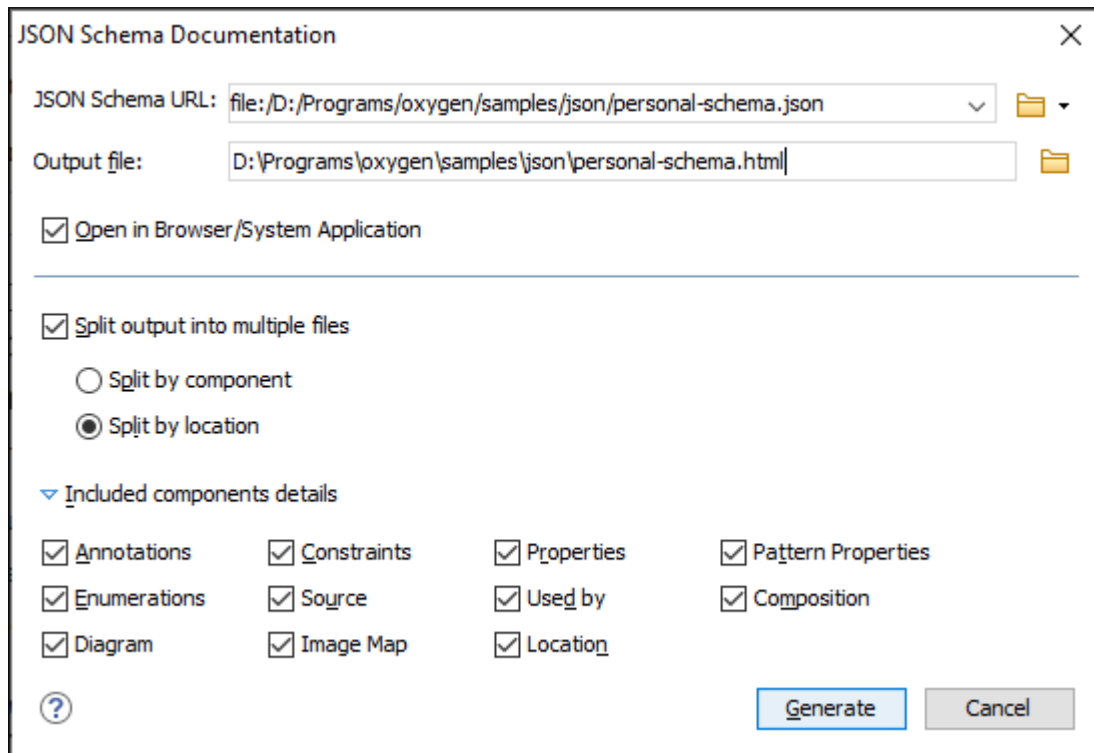 JSON Schema Documentation
JSON Schema URL: file:/D:/Programs/oxygen/samples/json/personal-schema.json
Output file: D:\Programs\oxygen\samples\json\personal-schema.html
Open in Browser/System Application
Split output into multiple files
Split by component
Split by location
Included components details
Annotations Constraints Properties Pattern Properties
Enumerations Source Used by Composition
Diagram Image Map Location
? Generate Cancel